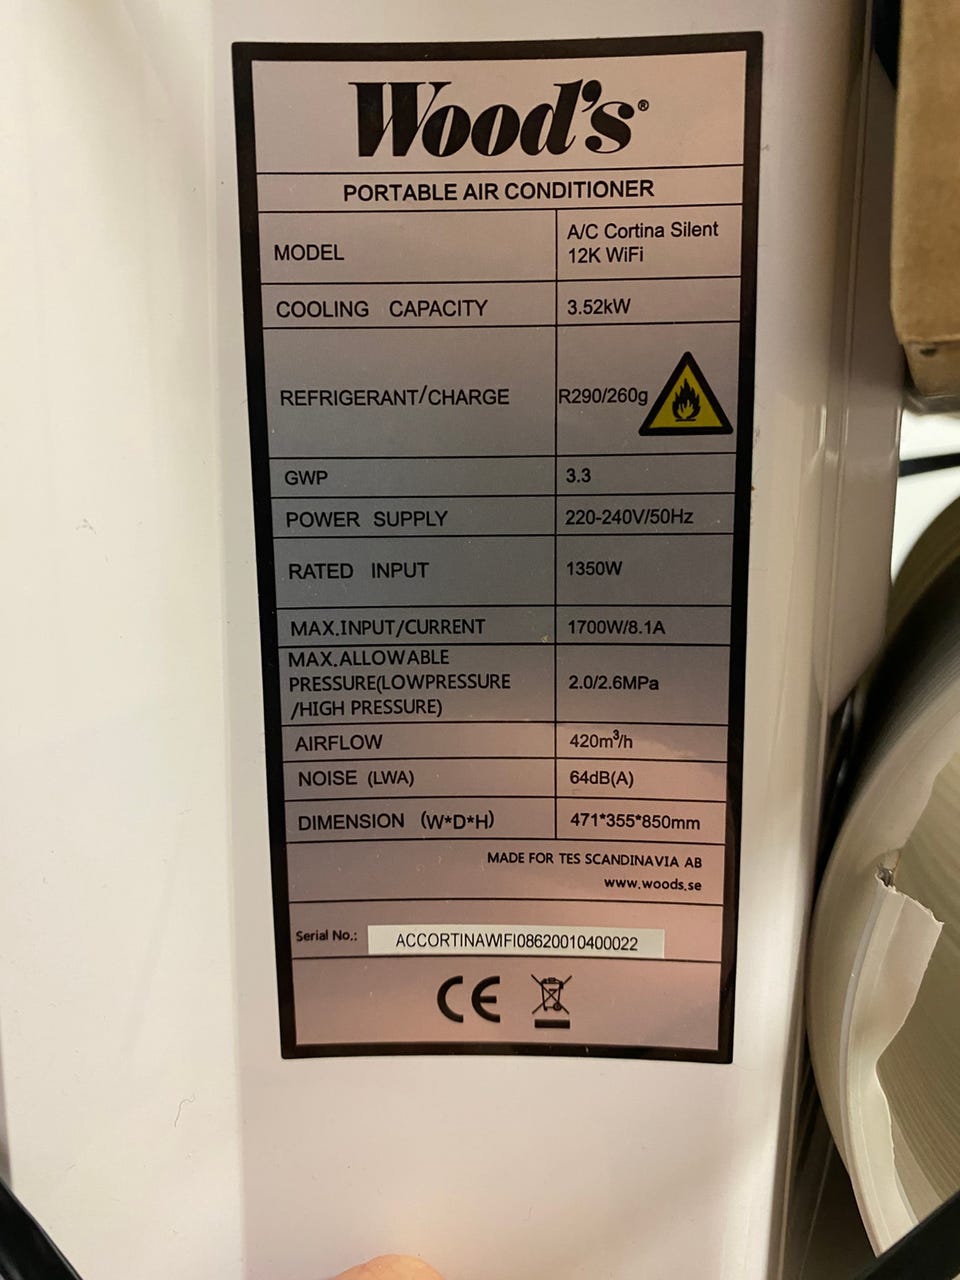 Wood's®
PORTABLE AIR CONDITIONER
MODEL A/C Cortina Silent
12K WiFi
COOLING CAPACITY 3.52kW
REFRIGERANT/CHARGE R290/260g
GWP 3.3
POWER SUPPLY 220-240V/50Hz
RATED INPUT 1350W
MAX.INPUT/CURRENT 1700W/8.1A
MAX.ALLOWABLE
PRESSURE(LOWPRESSURE 2.0/2.6MPa
/HIGH PRESSURE)
AIRFLOW 420m³/h
NOISE (LWA) 64dB(A)
DIMENSION (W*D*H) 471*355*850mm
MADE FOR TES SCANDINAVIA AB
www.woods.se
Serial No.: ACCORTINAWIFI08620010400022
CE